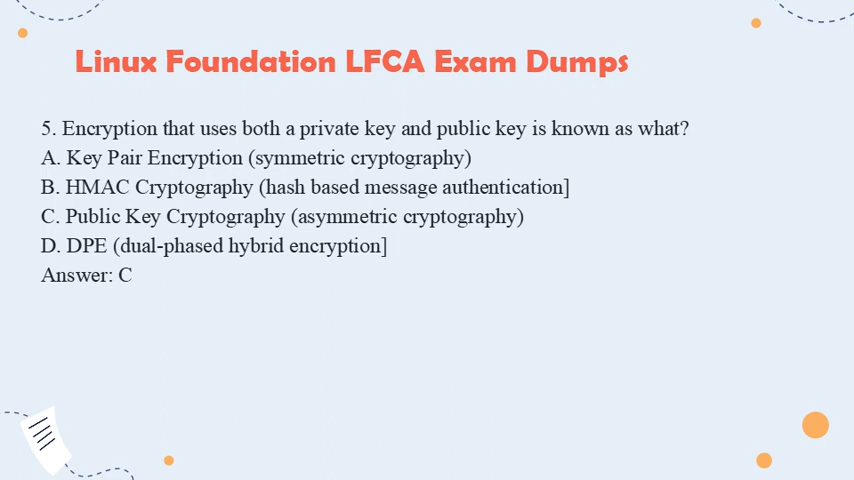 Linux Foundation LFCA Exam Dumps
5. Encryption that uses both a private key and public key is known as what?
A. Key Pair Encryption (symmetric cryptography)
B. HMAC Cryptography (hash based message authentication]
C. Public Key Cryptography (asymmetric cryptography)
D. DPE (dual-phased hybrid encryption]
Answer: C